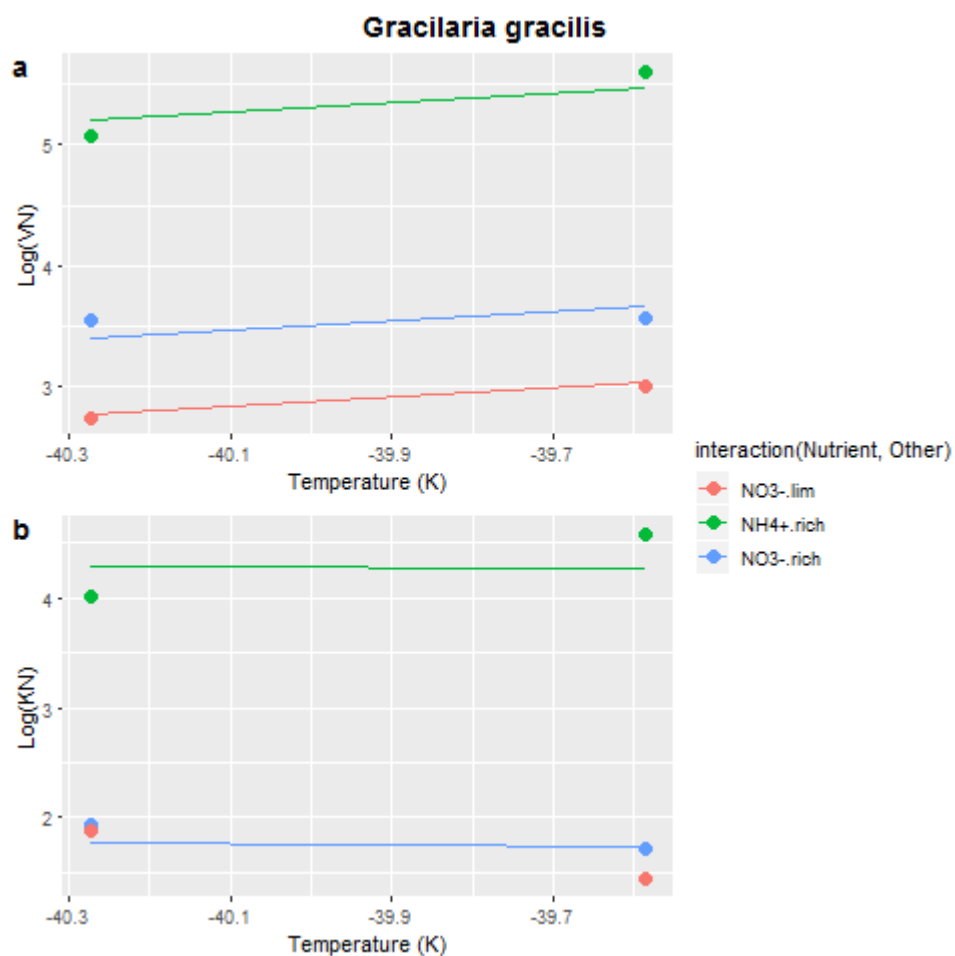 Gracilaria gracilis
a
Log(VN)
5
4
3
-40.3 -40.1 -39.9 -39.7
Temperature (K)
interaction(Nutrient, Other)
NO3-.lim
NH4+.rich
NO3-.rich
b
Log(KN)
4
3
2
-40.3 -40.1 -39.9 -39.7
Temperature (K)